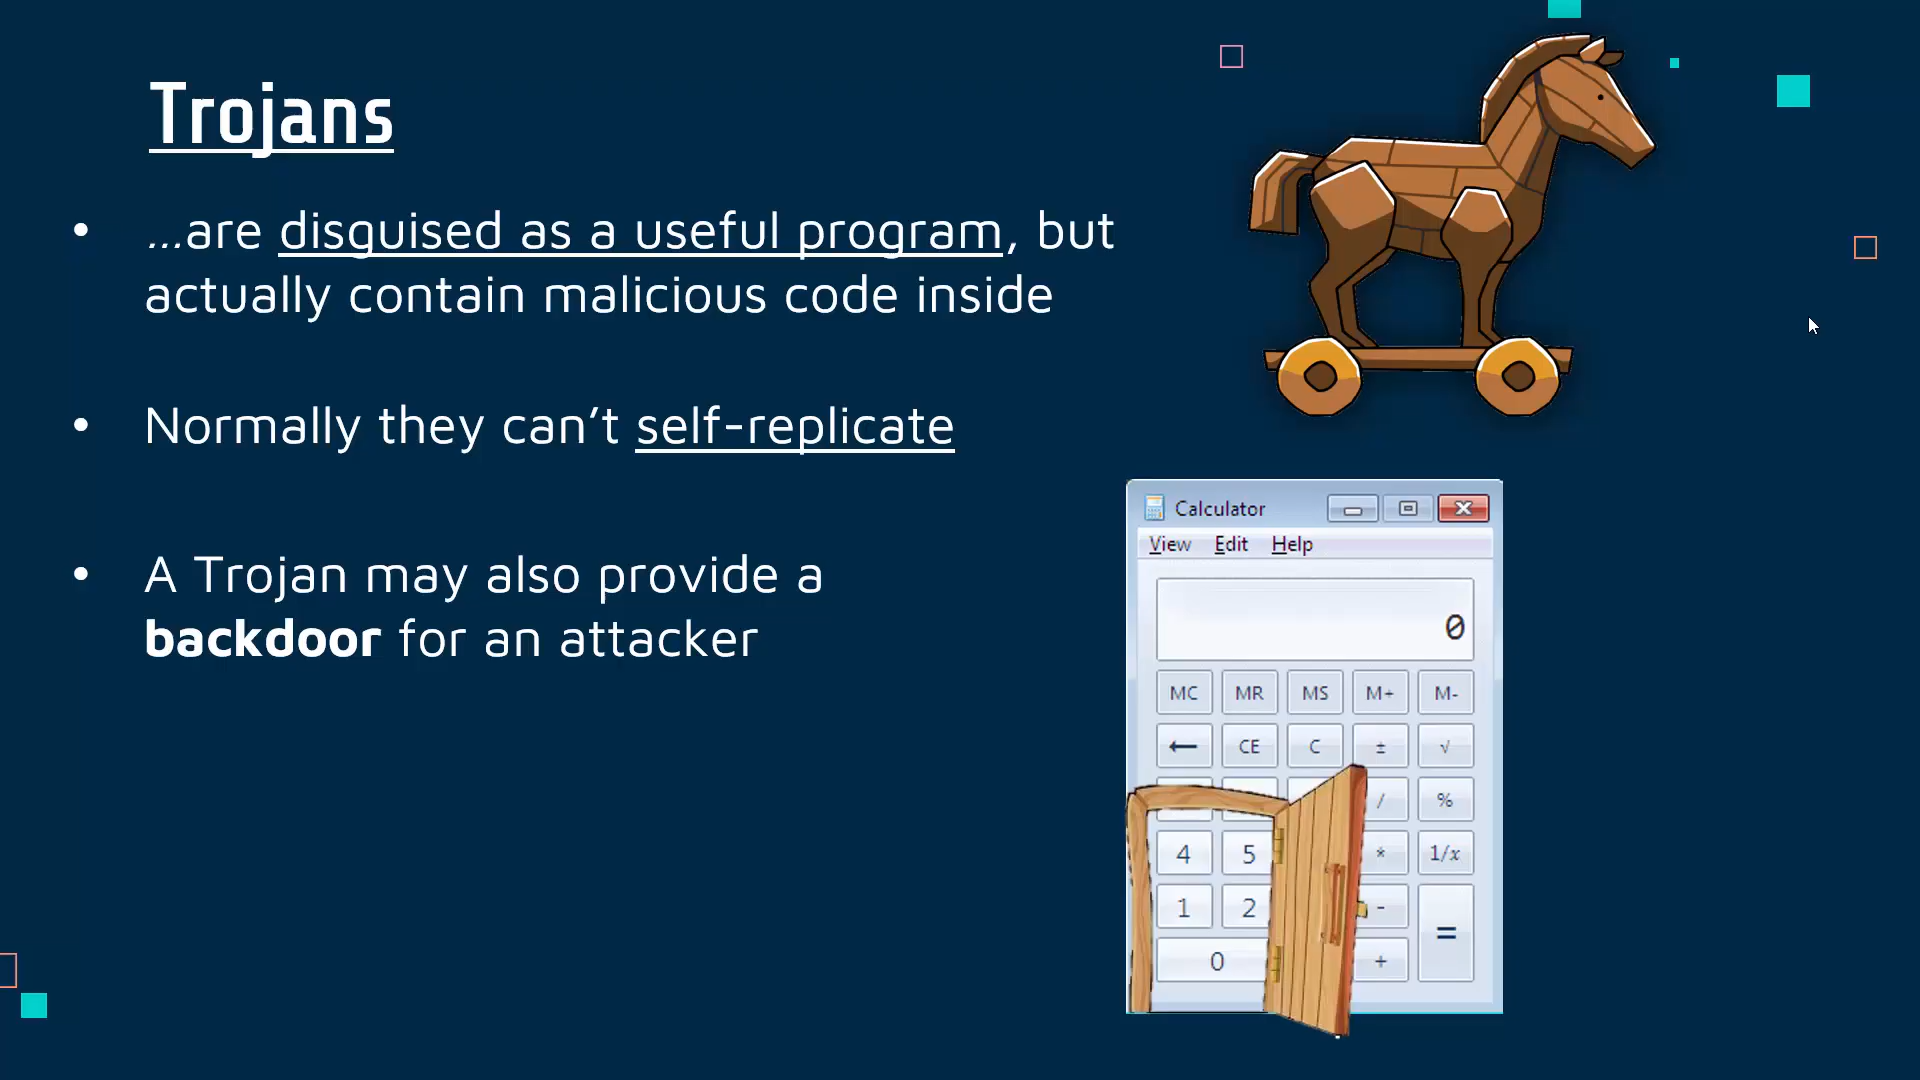 Trojans
• …are disguised as a useful program, but
actually contain malicious code inside
• Normally they can’t self-replicate
• A Trojan may also provide a
backdoor for an attacker
Calculator
View Edit Help
0
MC MR MS M+ M-
← CE C ± √
/ %
4 5 * 1/x
1 2 - =
0 +